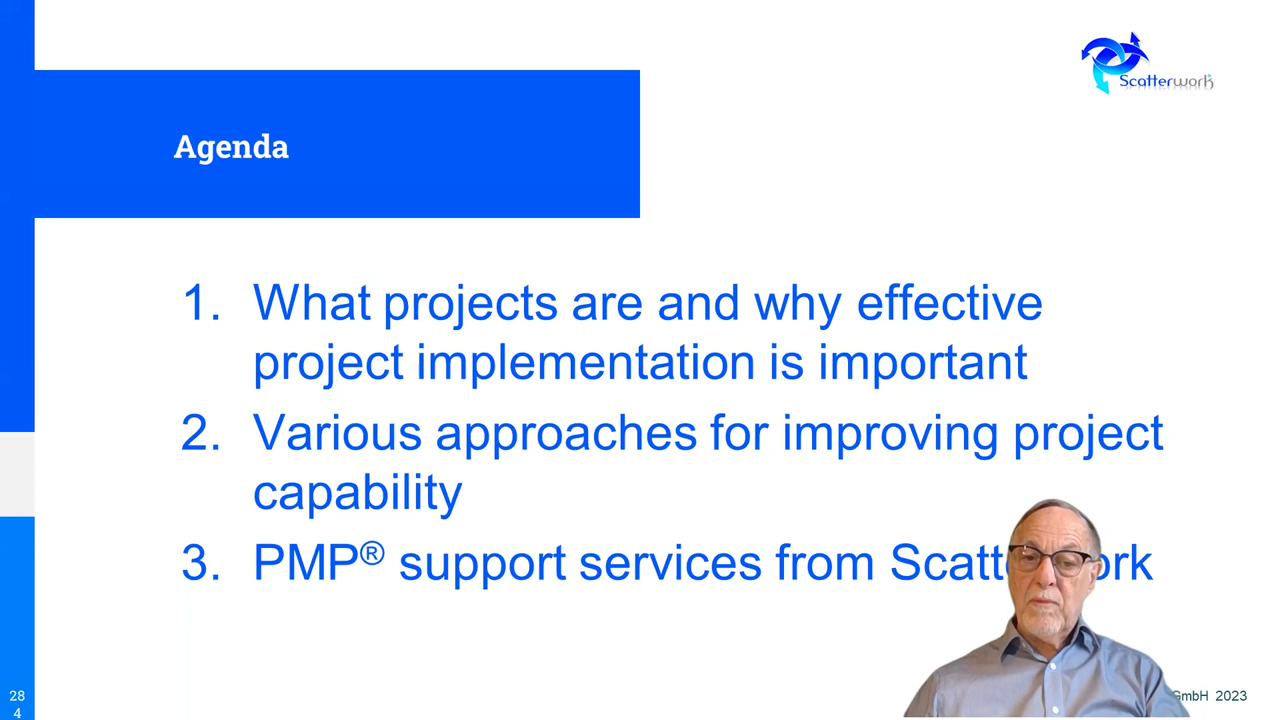 Scatterwork
Agenda
1. What projects are and why effective
project implementation is important
2. Various approaches for improving project
capability
3. PMP® support services from
28
4
GmbH 2023